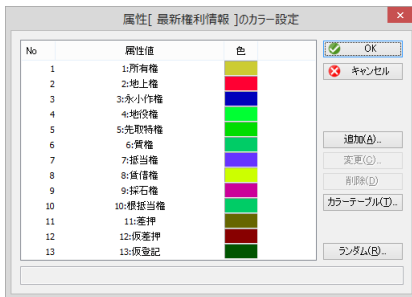 属性[ 最新権利情報 ]のカラー設定
No 属性値 色
1 1:所有権
2 2:地上権
3 3:永小作権
4 4:地役権
5 5:先取特権
6 6:質権
7 7:抵当権
8 8:賃借権
9 9:採石権
10 10:根抵当権
11 11:差押
12 12:仮差押
13 13:仮登記
OK
キャンセル
追加(A)...
変更(C)...
削除(D)
カラーテーブル(T)...
ランダム(R)...